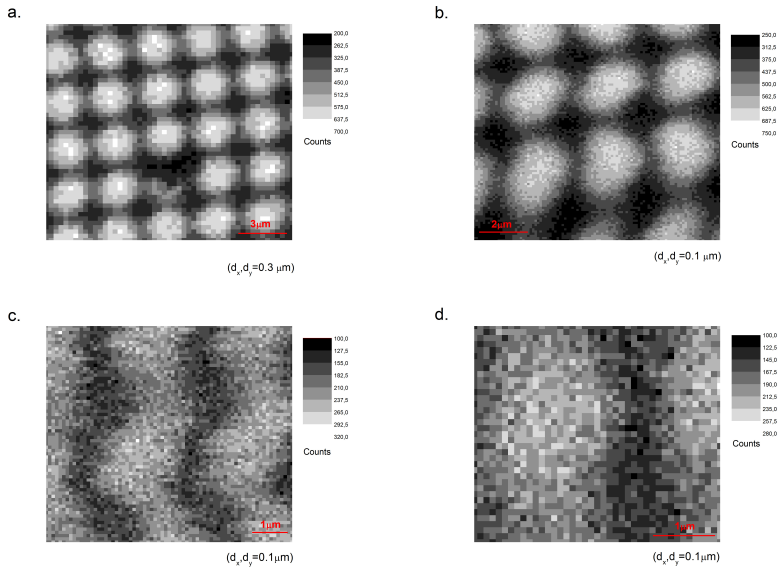 a.
200,0
262,5
325,0
387,5
450,0
512,5
575,0
637,5
700,0
Counts
3μm
(dx,dy=0.3 μm)
b.
250,0
312,5
375,0
437,5
500,0
562,5
625,0
687,5
750,0
Counts
2μm
(dx,dy=0.1 μm)
c.
100,0
127,5
155,0
182,5
210,0
237,5
265,0
292,5
320,0
Counts
1μm
(dx,dy=0.1μm)
d.
100,0
122,5
145,0
167,5
190,0
212,5
235,0
257,5
280,0
Counts
1μm
(dx,dy=0.1μm)